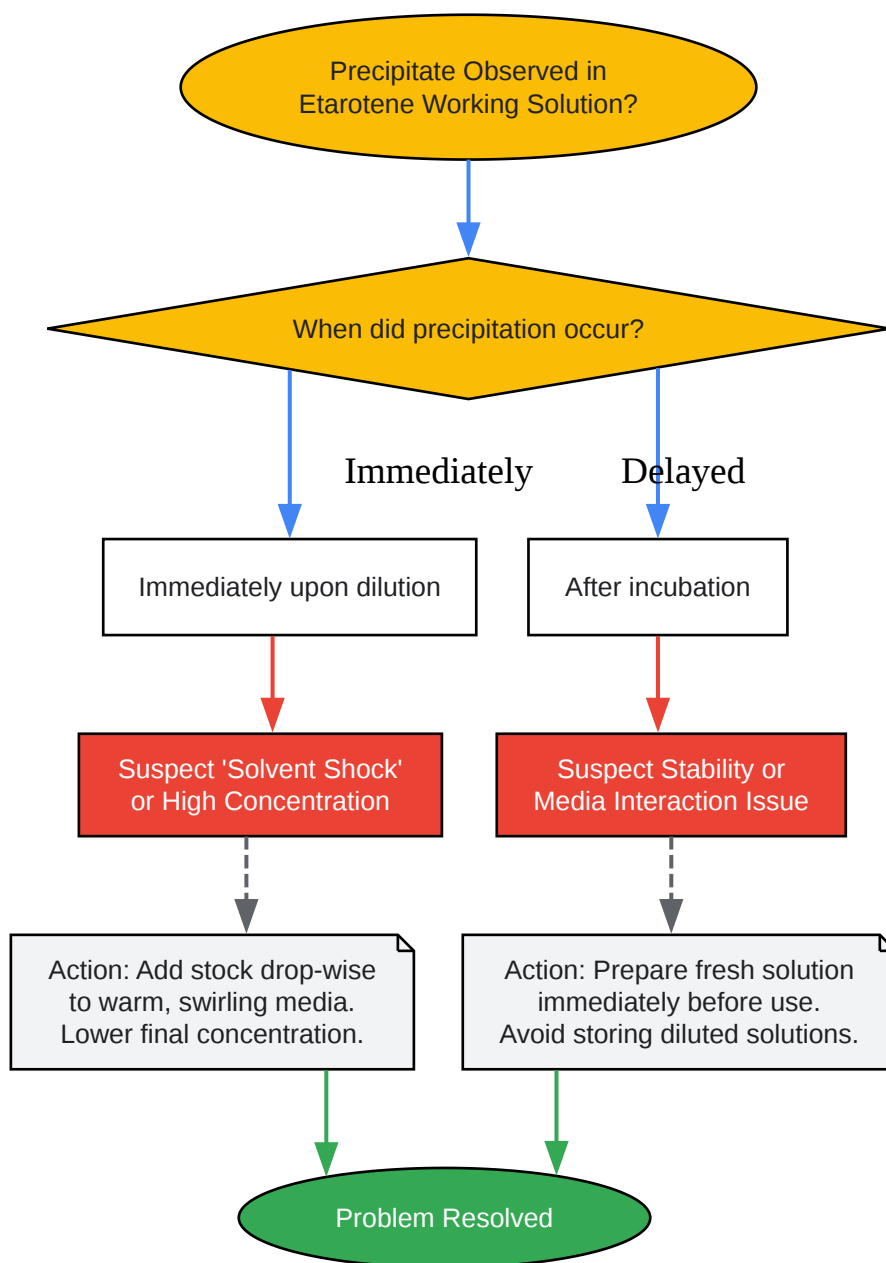 Precipitate Observed in
Etarotene Working Solution?
When did precipitation occur?
Immediately
Delayed
Immediately upon dilution
After incubation
Suspect 'Solvent Shock'
or High Concentration
Suspect Stability or
Media Interaction Issue
Action: Add stock drop-wise
to warm, swirling media.
Lower final concentration.
Action: Prepare fresh solution
immediately before use.
Avoid storing diluted solutions.
Problem Resolved